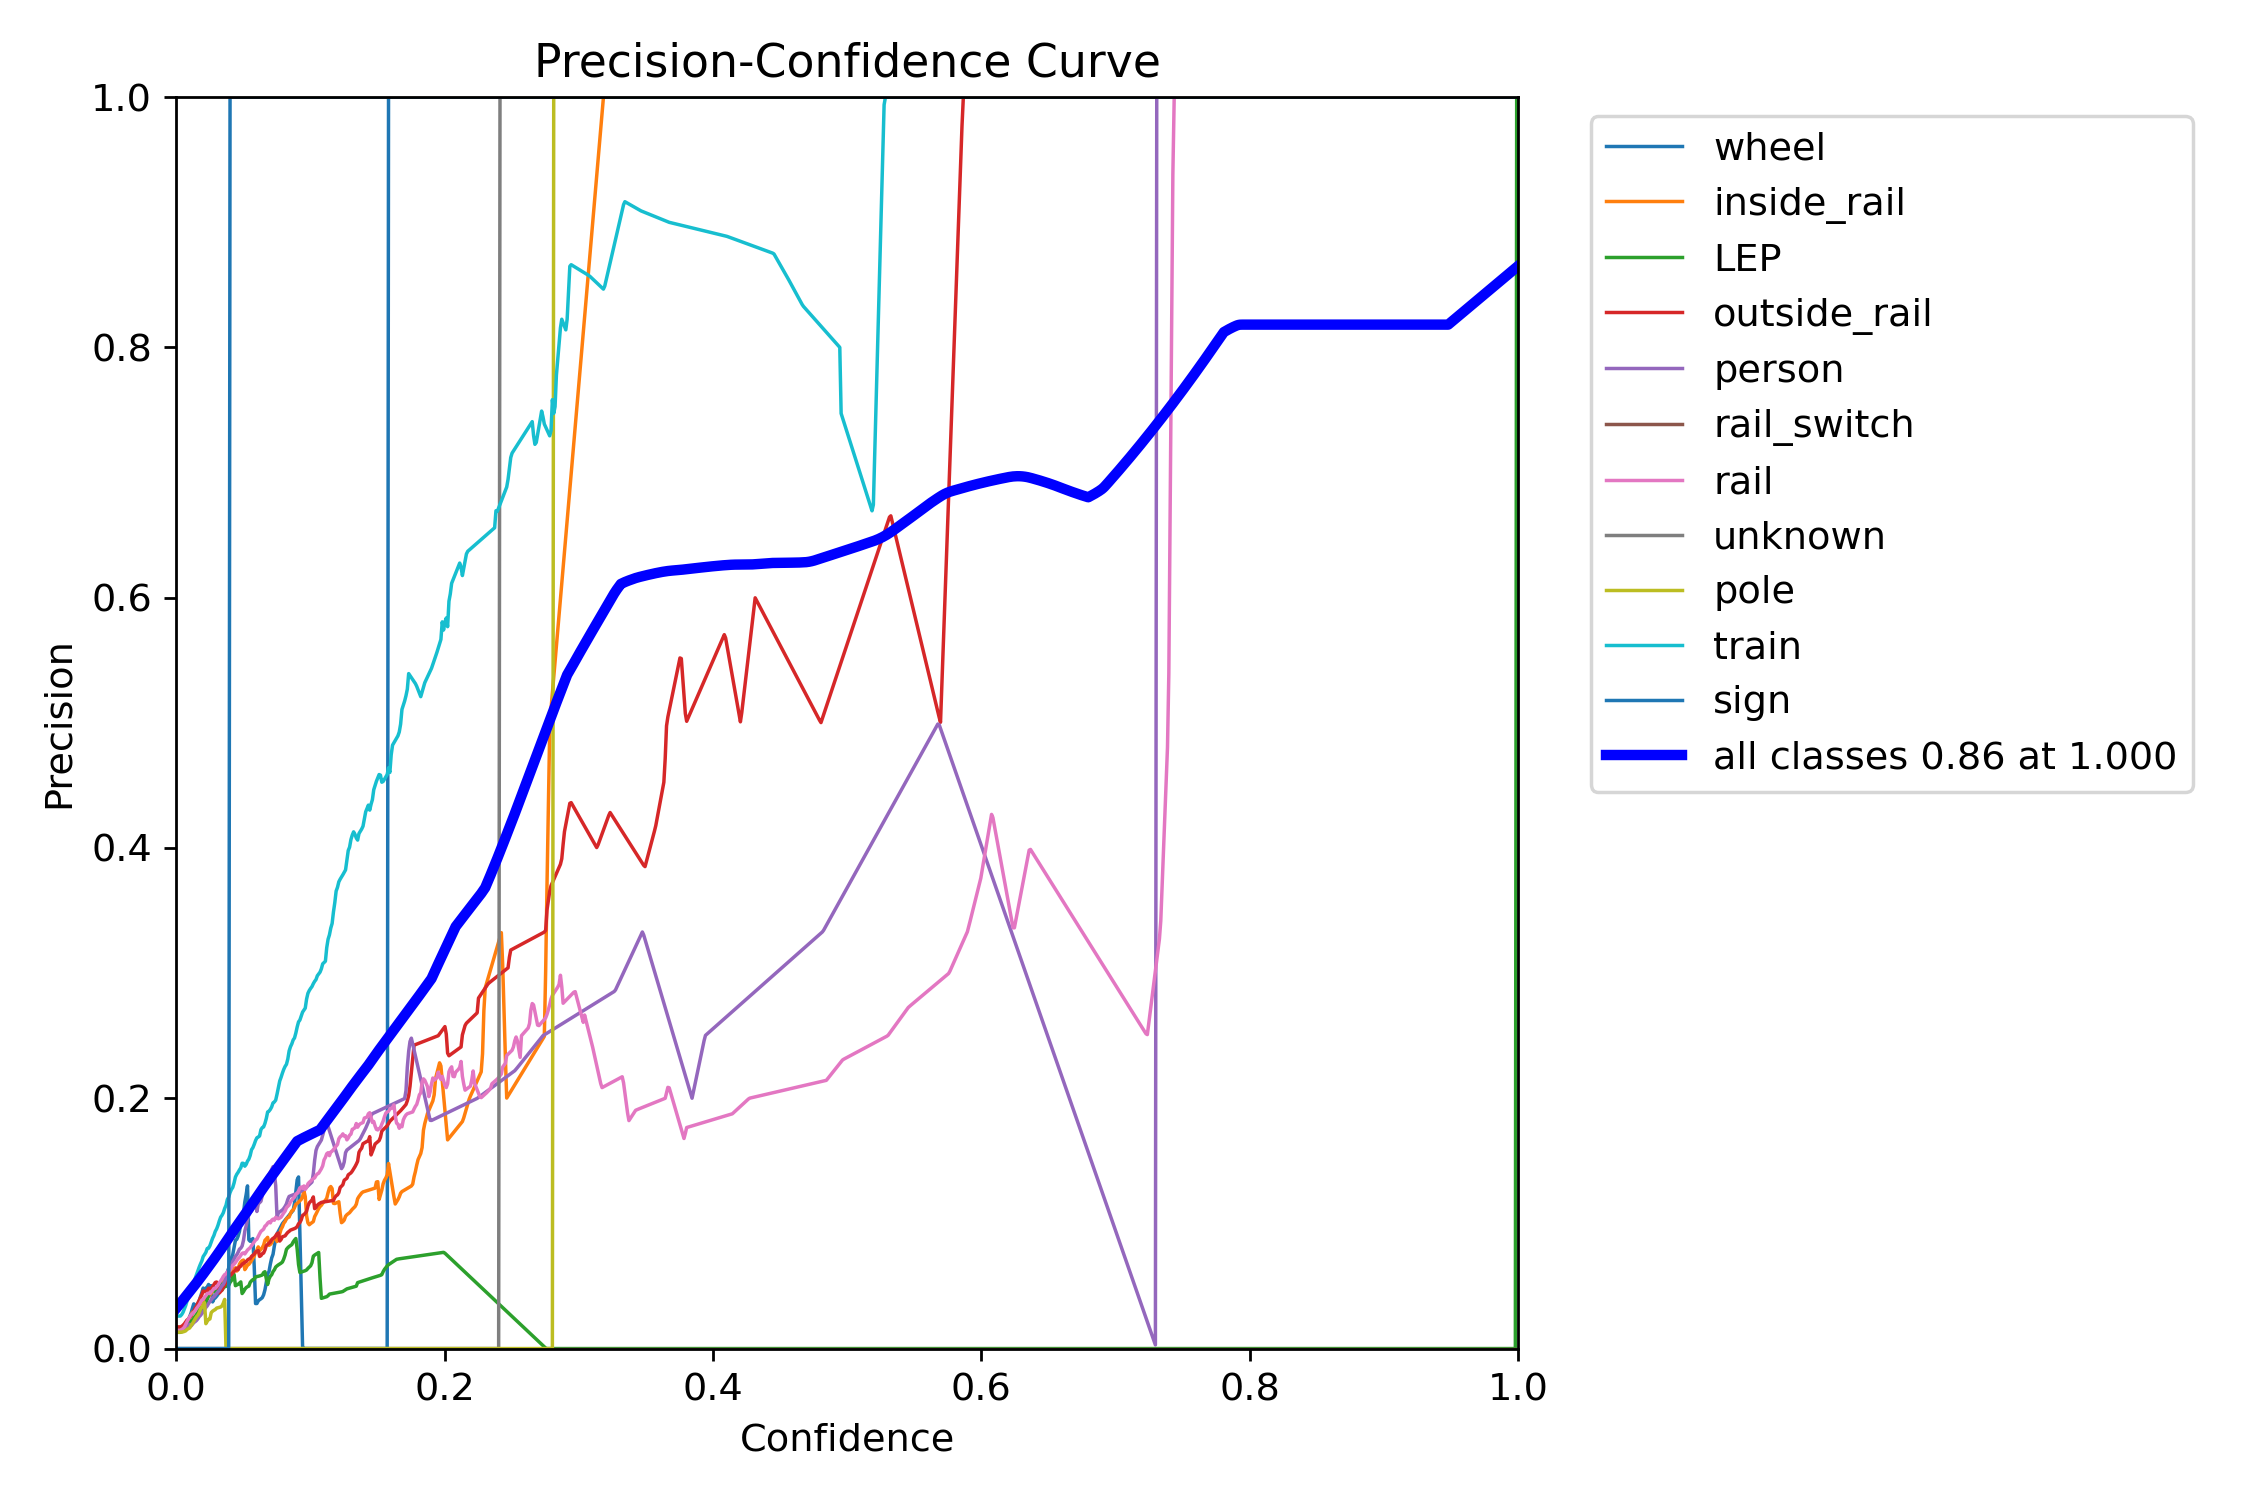 Precision-Confidence Curve
1.0
0.8
0.6
0.4
0.2
0.0
Precision
0.0 0.2 0.4 0.6 0.8 1.0
Confidence
wheel
inside_rail
LEP
outside_rail
person
rail_switch
rail
unknown
pole
train
sign
all classes 0.86 at 1.000